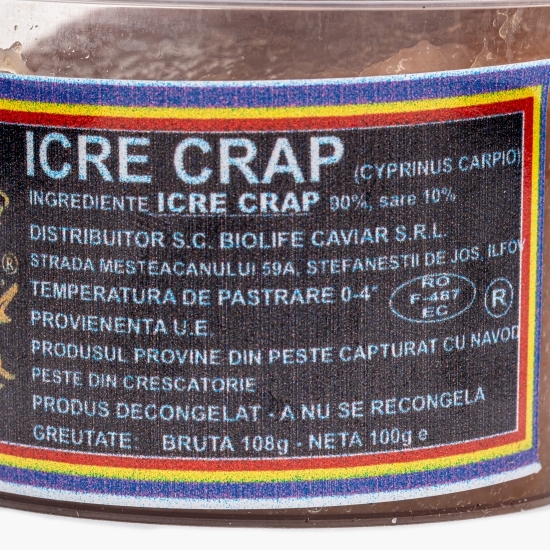 ICRE CRAP (CYPRINUS CARPIO)
INGREDIENTE ICRE CRAP 90%, sare 10%
DISTRIBUITOR S.C. BIOLIFE CAVIAR S.R.L.
STRADA MESTEACANULUI 59A, STEFANESTII DE JOS, ILFOV
TEMPERATURA DE PASTRARE 0-4°
RO
F-487
EC
®
®
PROVIENENTA U.E.
PRODUSUL PROVINE DIN PESTE CAPTURAT CU NAVOD
PESTE DIN CRESCATORIE
PRODUS DECONGELAT - A NU SE RECONGELA
GREUTATE: BRUTA 108g - NETA 100g e